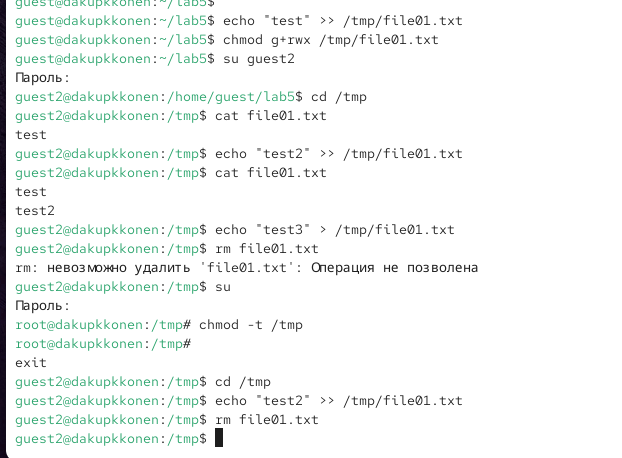 guest@dakupkkonen:~/lab5$
guest@dakupkkonen:~/lab5$ echo "test" >> /tmp/file01.txt
guest@dakupkkonen:~/lab5$ chmod g+rwx /tmp/file01.txt
guest@dakupkkonen:~/lab5$ su guest2
Пароль:
guest2@dakupkkonen:/home/guest/lab5$ cd /tmp
guest2@dakupkkonen:/tmp$ cat file01.txt
test
guest2@dakupkkonen:/tmp$ echo "test2" >> /tmp/file01.txt
guest2@dakupkkonen:/tmp$ cat file01.txt
test
test2
guest2@dakupkkonen:/tmp$ echo "test3" > /tmp/file01.txt
guest2@dakupkkonen:/tmp$ rm file01.txt
rm: невозможно удалить 'file01.txt': Операция не позволена
guest2@dakupkkonen:/tmp$ su
Пароль:
root@dakupkkonen:/tmp# chmod -t /tmp
root@dakupkkonen:/tmp#
exit
guest2@dakupkkonen:/tmp$ cd /tmp
guest2@dakupkkonen:/tmp$ echo "test2" >> /tmp/file01.txt
guest2@dakupkkonen:/tmp$ rm file01.txt
guest2@dakupkkonen:/tmp$